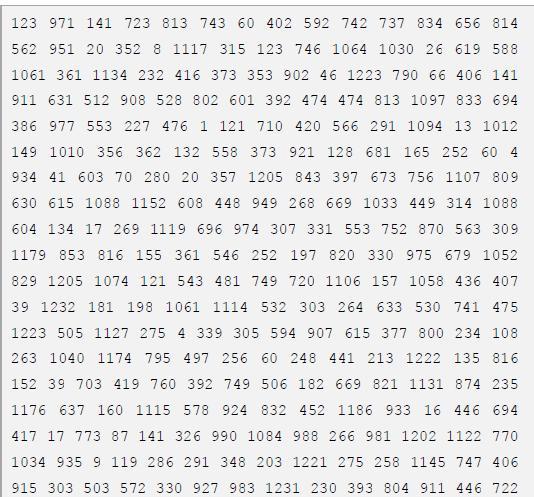 123 971 141 723 813 743 60 402 592 742 737 834 656 814
562 951 20 352 8 1117 315 123 746 1064 1030 26 619 588
1061 361 1134 232 416 373 353 902 46 1223 790 66 406 141
911 631 512 908 528 802 601 392 474 474 813 1097 833 694
386 977 553 227 476 1 121 710 420 566 291 1094 13 1012
149 1010 356 362 132 558 373 921 128 681 165 252 60 4
934 41 603 70 280 20 357 1205 843 397 673 756 1107 809
630 615 1088 1152 608 448 949 268 669 1033 449 314 1088
604 134 17 269 1119 696 974 307 331 553 752 870 563 309
1179 853 816 155 361 546 252 197 820 330 975 679 1052
829 1205 1074 121 543 481 749 720 1106 157 1058 436 407
39 1232 181 198 1061 1114 532 303 264 633 530 741 475
1223 505 1127 275 4 339 305 594 907 615 377 800 234 108
263 1040 1174 795 497 256 60 248 441 213 1222 135 816
152 39 703 419 760 392 749 506 182 669 821 1131 874 235
1176 637 160 1115 578 924 832 452 1186 933 16 446 694
417 17 773 87 141 326 990 1084 988 266 981 1202 1122 770
1034 935 9 119 286 291 348 203 1221 275 258 1145 747 406
915 303 503 572 330 927 983 1231 230 393 804 911 446 722